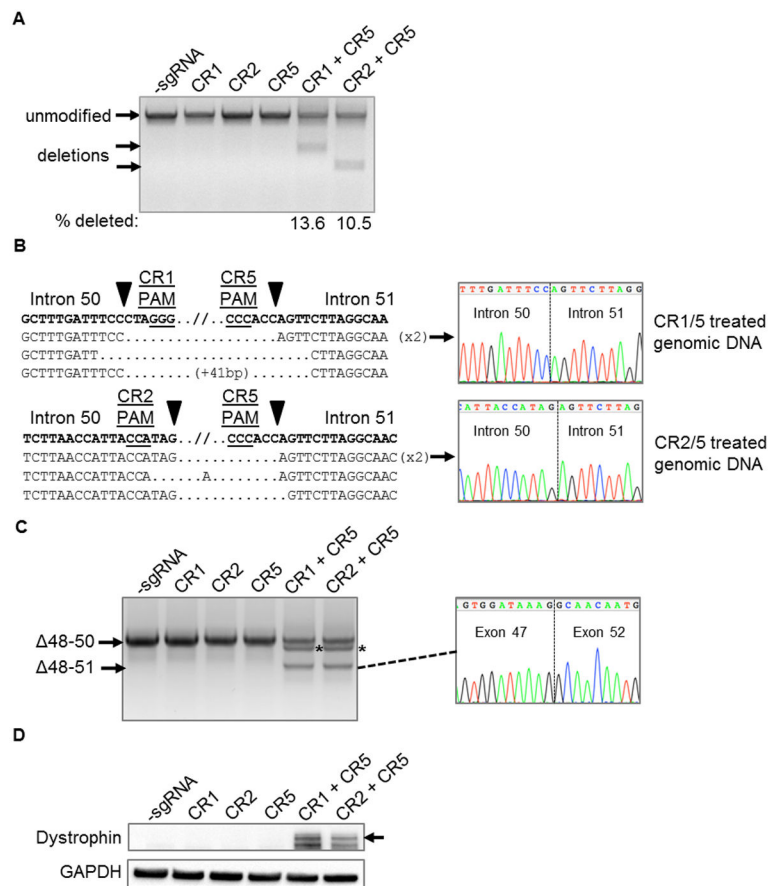 A
-sgRNA CR1 CR2 CR5 CR1 + CR5 CR2 + CR5
unmodified
deletions
% deleted: 13.6 10.5
B
CR1 CR5
Intron 50 PAM PAM Intron 51
GCTTTGATTTCCCTAGGG..//..CCCACCAGTTCTTAGGCAA
GCTTTGATTTCC....................AGTTCTTAGGCAA (x2)
GCTTTGATT...........................CTTAGGCAA
GCTTTGATTTCC.........(+41bp).........CTTAGGCAA
TTTGATTTCCAGTTCTTAGG
Intron 50 Intron 51
CR1/5 treated
genomic DNA
CR2 CR5
Intron 50 PAM PAM Intron 51
TCTTAACCATTACCATAG..//..CCCACCAGTTCTTAGGCAAC
TCTTAACCATTACCATAG.............AGTTCTTAGGCAAC (x2)
TCTTAACCATTACCA.......A........AGTTCTTAGGCAAC
TCTTAACCATTACCATAG..............GTTCTTAGGCAAC
CATTACCATAGAGTTCTTAG
Intron 50 Intron 51
CR2/5 treated
genomic DNA
C
-sgRNA CR1 CR2 CR5 CR1 + CR5 CR2 + CR5
Δ48-50
* *
Δ48-51
GTGGATAAAGGCAACAATG
Exon 47 Exon 52
D
-sgRNA CR1 CR2 CR5 CR1 + CR5 CR2 + CR5
Dystrophin
GAPDH